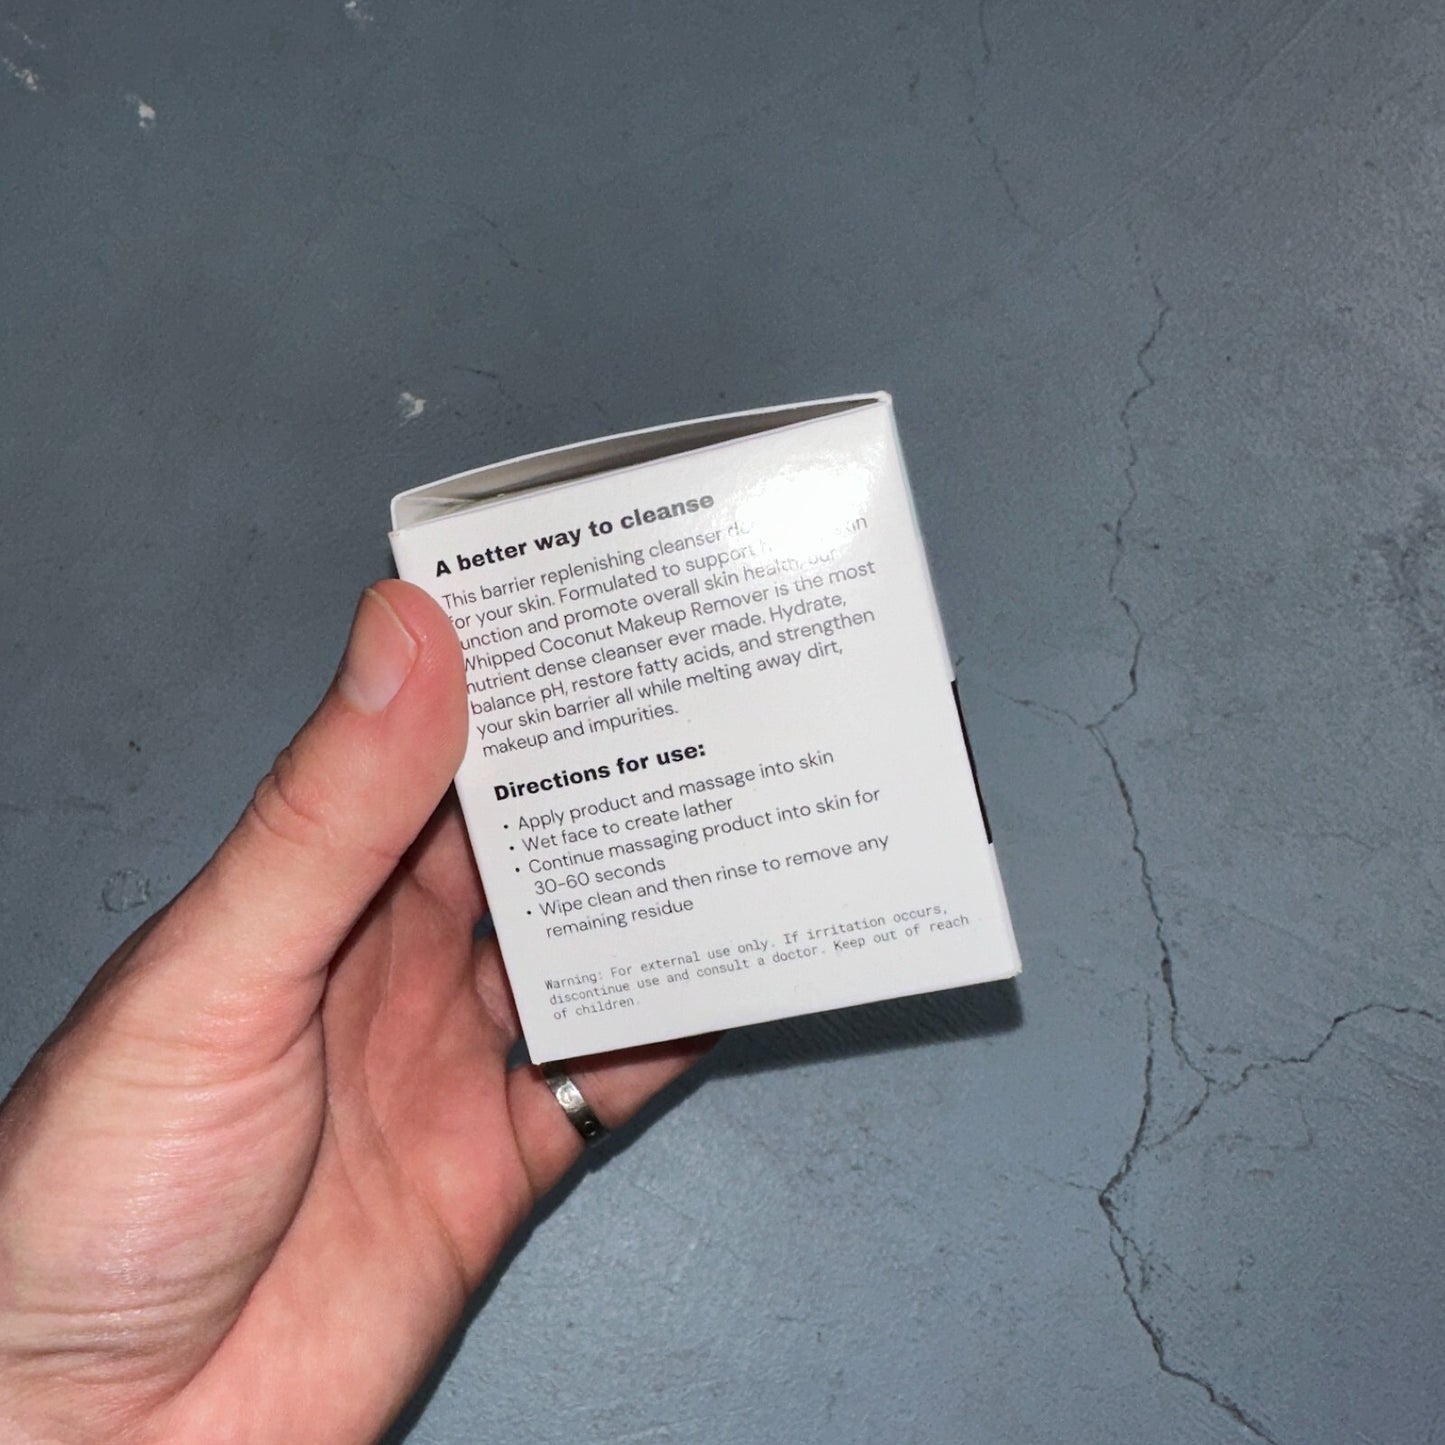 A better way to cleanse
This barrier replenishing cleanser
for your skin. Formulated to support skin
function and promote overall skin health, our
Whipped Coconut Makeup Remover is the most
nutrient dense cleanser ever made. Hydrate,
balance pH, restore fatty acids, and strengthen
your skin barrier all while melting away dirt,
makeup and impurities.
Directions for use:
• Apply product and massage into skin
• Wet face to create lather
• Continue massaging product into skin for
30-60 seconds
• Wipe clean and then rinse to remove any
remaining residue
Warning: For external use only. If irritation occurs,
discontinue use and consult a doctor. Keep out of reach
of children.